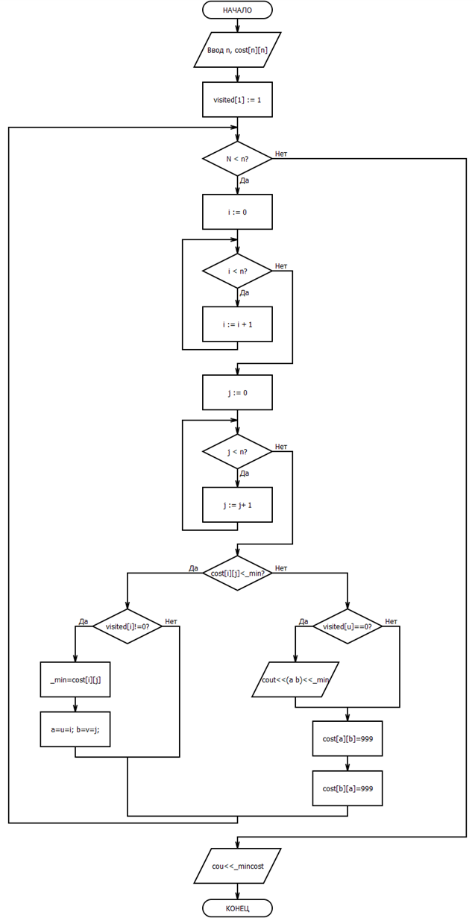 НАЧАЛО
Ввод n, cost[n][n]
visited[1] := 1
N < n?
Нет
Да
i := 0
i < n?
Нет
Да
i := i + 1
j := 0
j < n?
Нет
Да
j := j+ 1
cost[i][j]<_min?
Да
Нет
visited[i]!=0?
Да
Нет
visited[u]==0?
Да
Нет
_min=cost[i][j]
cout<<(a b)<<_min
a=u=i; b=v=j;
cost[a][b]=999
cost[b][a]=999
cou<<_mincost
КОНЕЦ